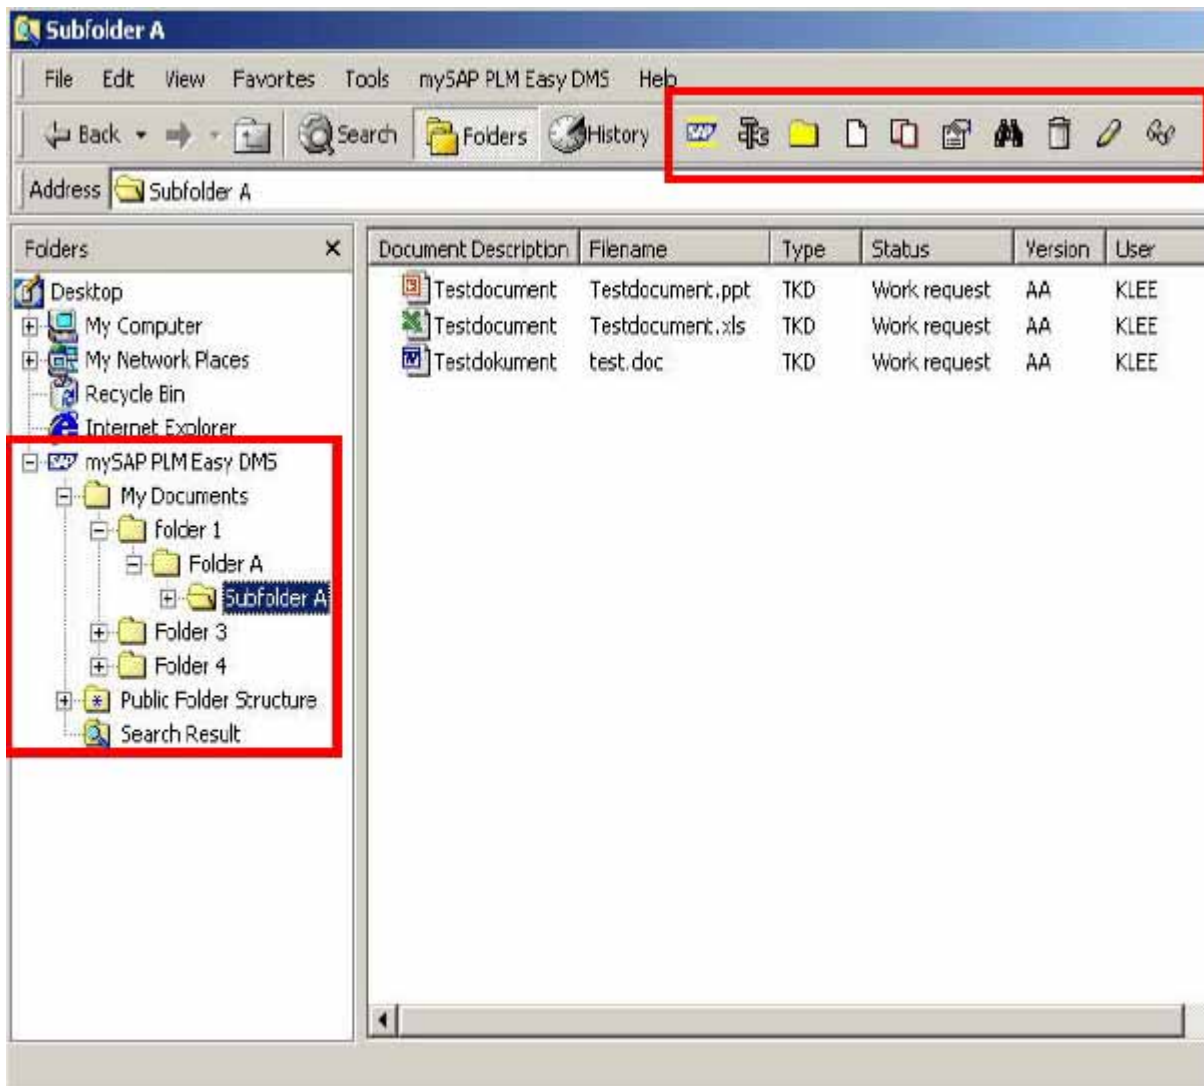 Subfolder A
File Edit View Favorites Tools mySAP PLM Easy DMS Help
Back Search Folders History SAP
Address Subfolder A
Folders Document Description Filename Type Status Version User
Desktop Testdocument Testdocument.ppt TKD Work request AA KLEE
My Computer Testdocument Testdocument.xls TKD Work request AA KLEE
My Network Places Testdokument test.doc TKD Work request AA KLEE
Recycle Bin
Internet Explorer
SAP mySAP PLM Easy DMS
My Documents
folder 1
Folder A
Subfolder A
Folder 3
Folder 4
Public Folder Structure
Search Result